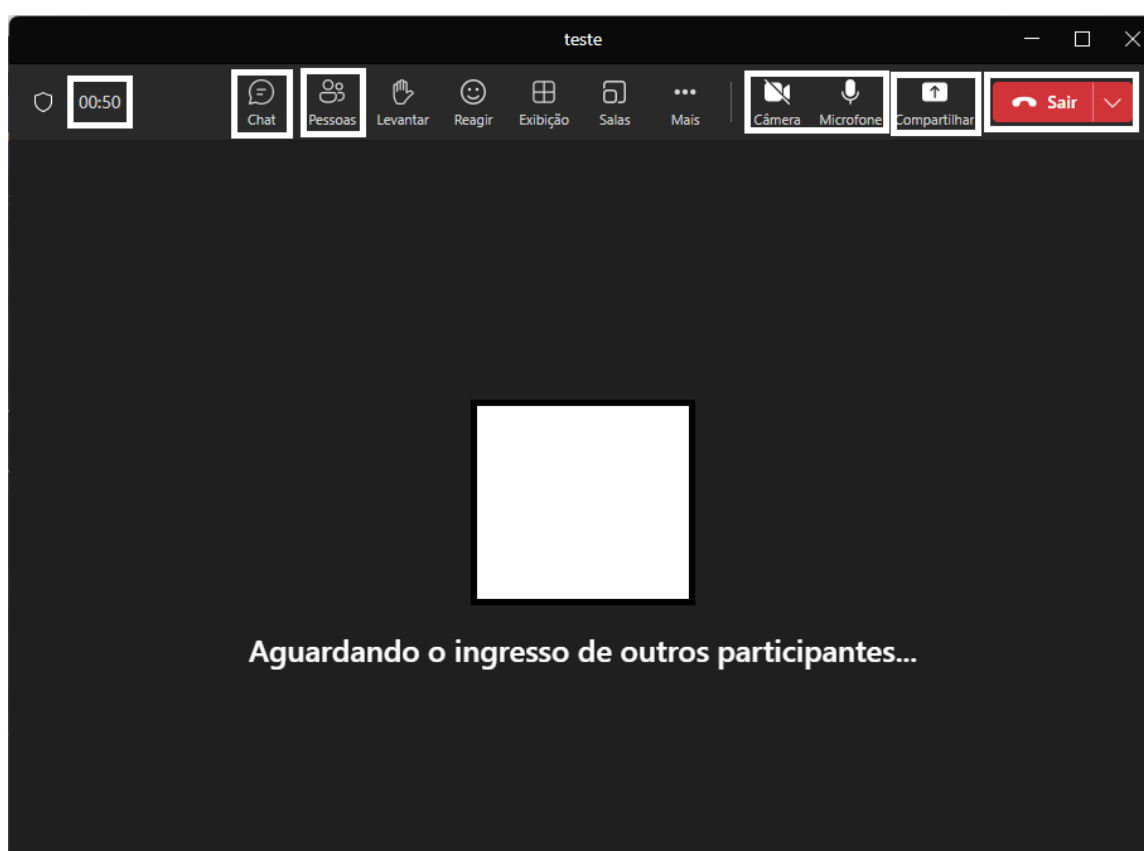 teste
00:50
Chat Pessoas Levantar Reagir Exibição Salas Mais Câmera Microfone Compartilhar Sair
Aguardando o ingresso de outros participantes...